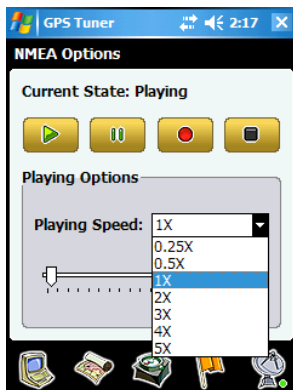 GPS Tuner 2:17
NMEA Options
Current State: Playing
Playing Options
Playing Speed: 1X
0.25X
0.5X
1X
2X
3X
4X
5X